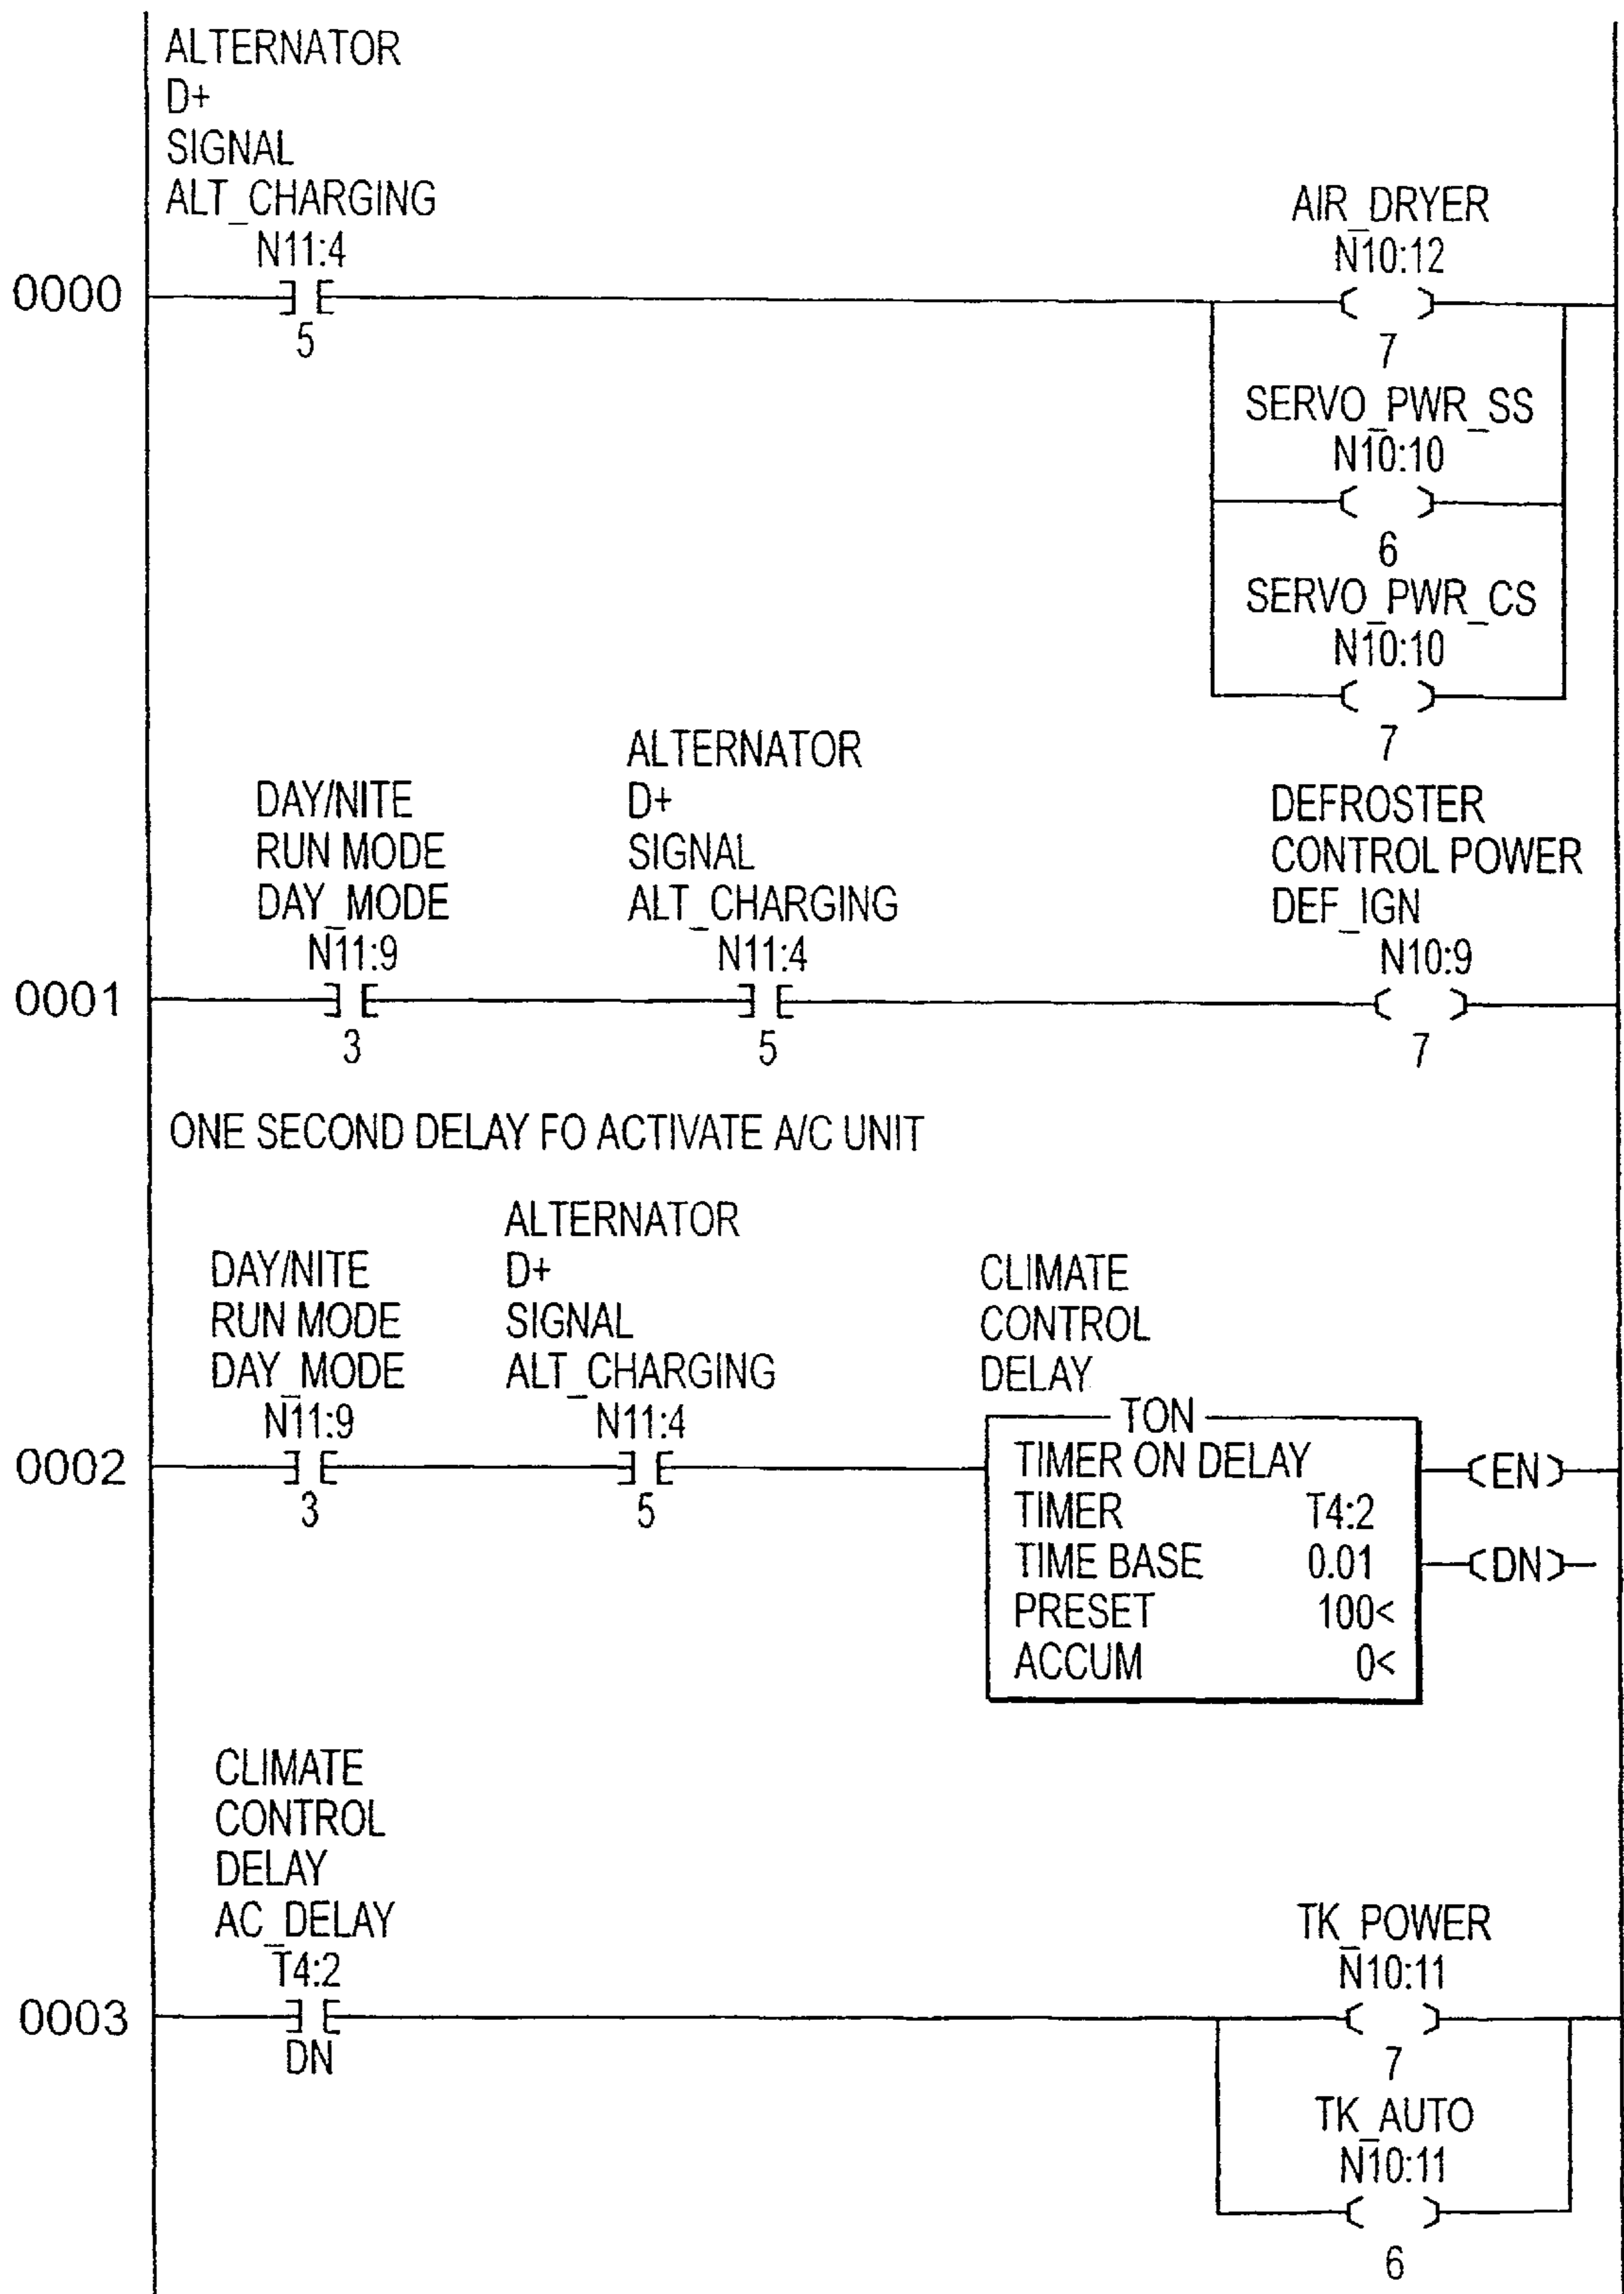 ALTERNATOR
D+
SIGNAL
ALT_CHARGING
N11:4
0000
5
AIR_DRYER
N10:12
7
SERVO_PWR_SS
N10:10
6
SERVO_PWR_CS
N10:10
7
DAY/NITE
RUN MODE
DAY_MODE
N11:9
0001
3
ALTERNATOR
D+
SIGNAL
ALT_CHARGING
N11:4
5
DEFROSTER
CONTROL POWER
DEF_IGN
N10:9
7
ONE SECOND DELAY FO ACTIVATE A/C UNIT
DAY/NITE
RUN MODE
DAY_MODE
N11:9
0002
3
ALTERNATOR
D+
SIGNAL
ALT_CHARGING
N11:4
5
CLIMATE
CONTROL
DELAY
TON
TIMER ON DELAY
TIMER T4:2
TIME BASE 0.01
PRESET 100<
ACCUM 0<
EN
DN
CLIMATE
CONTROL
DELAY
AC_DELAY
T4:2
0003
DN
TK_POWER
N10:11
7
TK_AUTO
N10:11
6